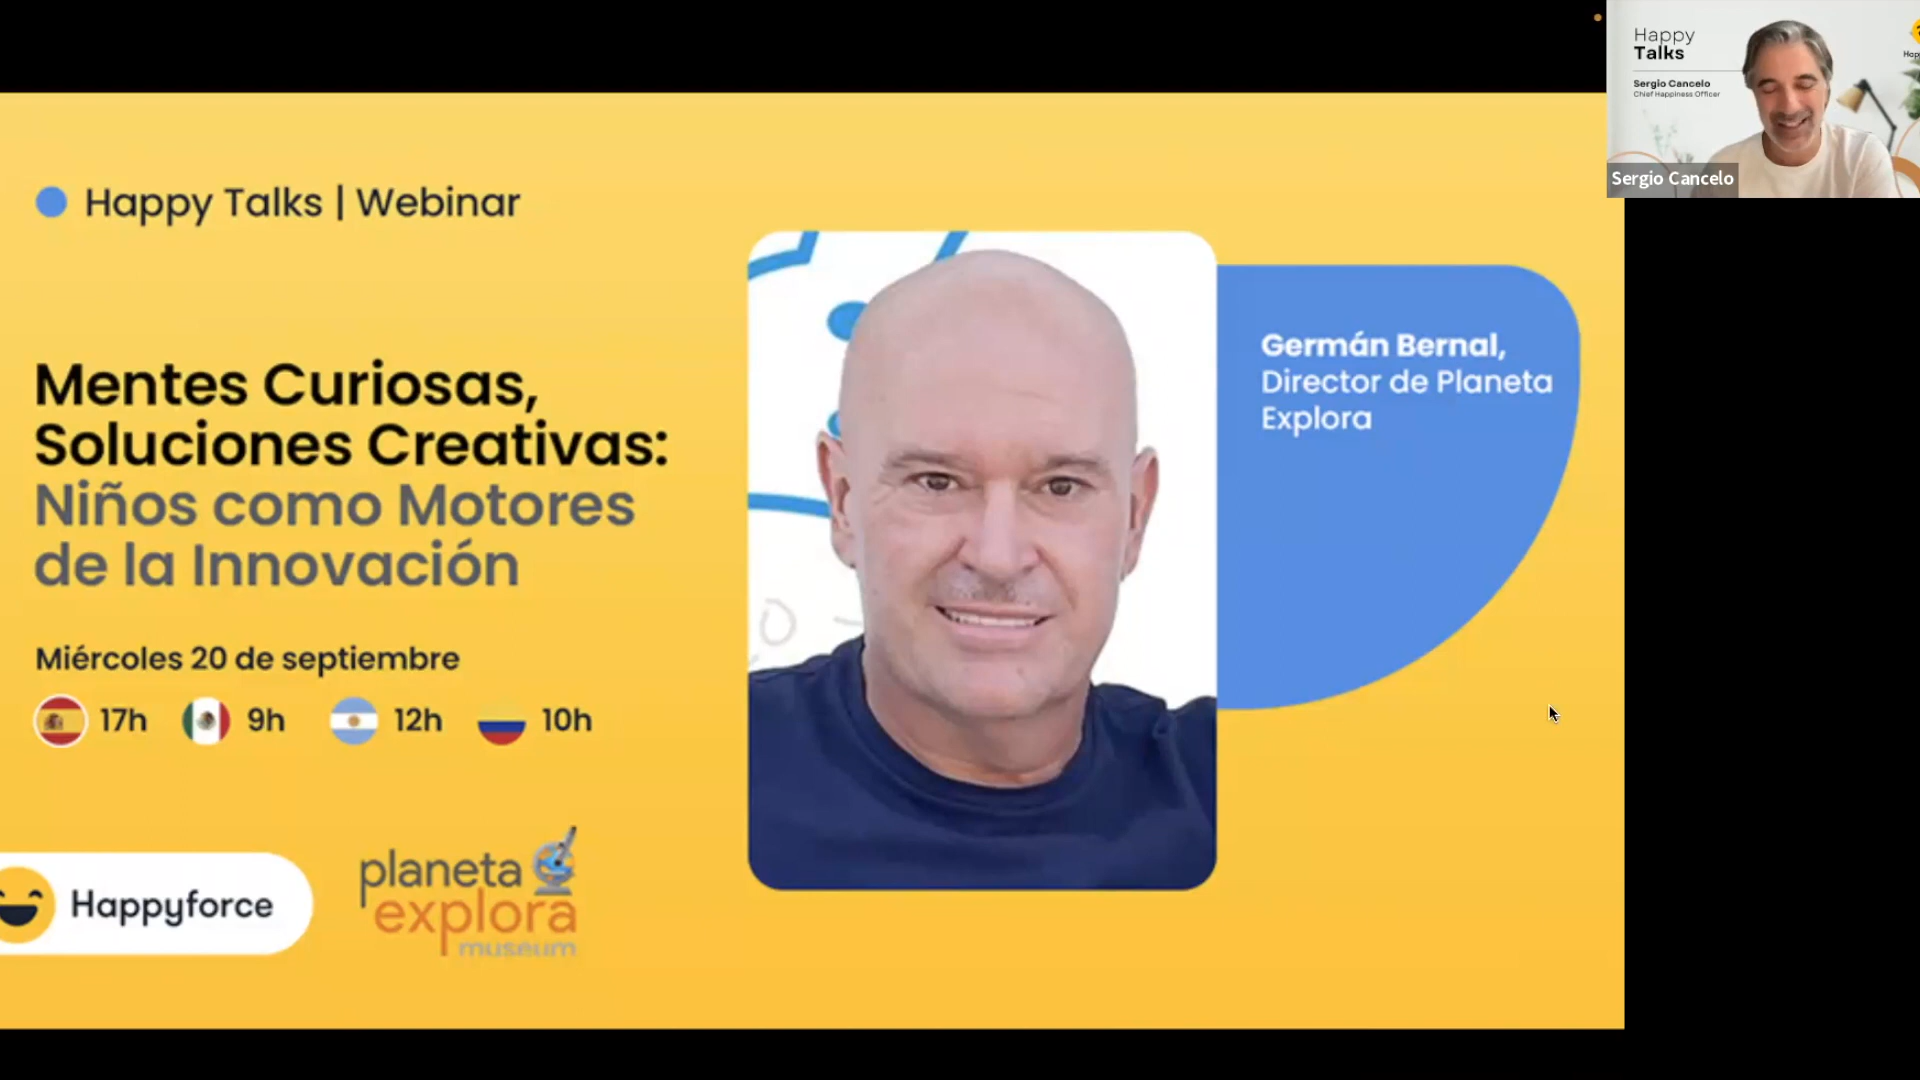 Happy Talks | Webinar
Mentes Curiosas,
Soluciones Creativas:
Niños como Motores
de la Innovación
Miércoles 20 de septiembre
17h 9h 12h 10h
Happyforce
planeta
explora
museum
Germán Bernal,
Director de Planeta
Explora
Happy
Talks
Sergio Cancelo
Chief Happiness Officer
Sergio Cancelo